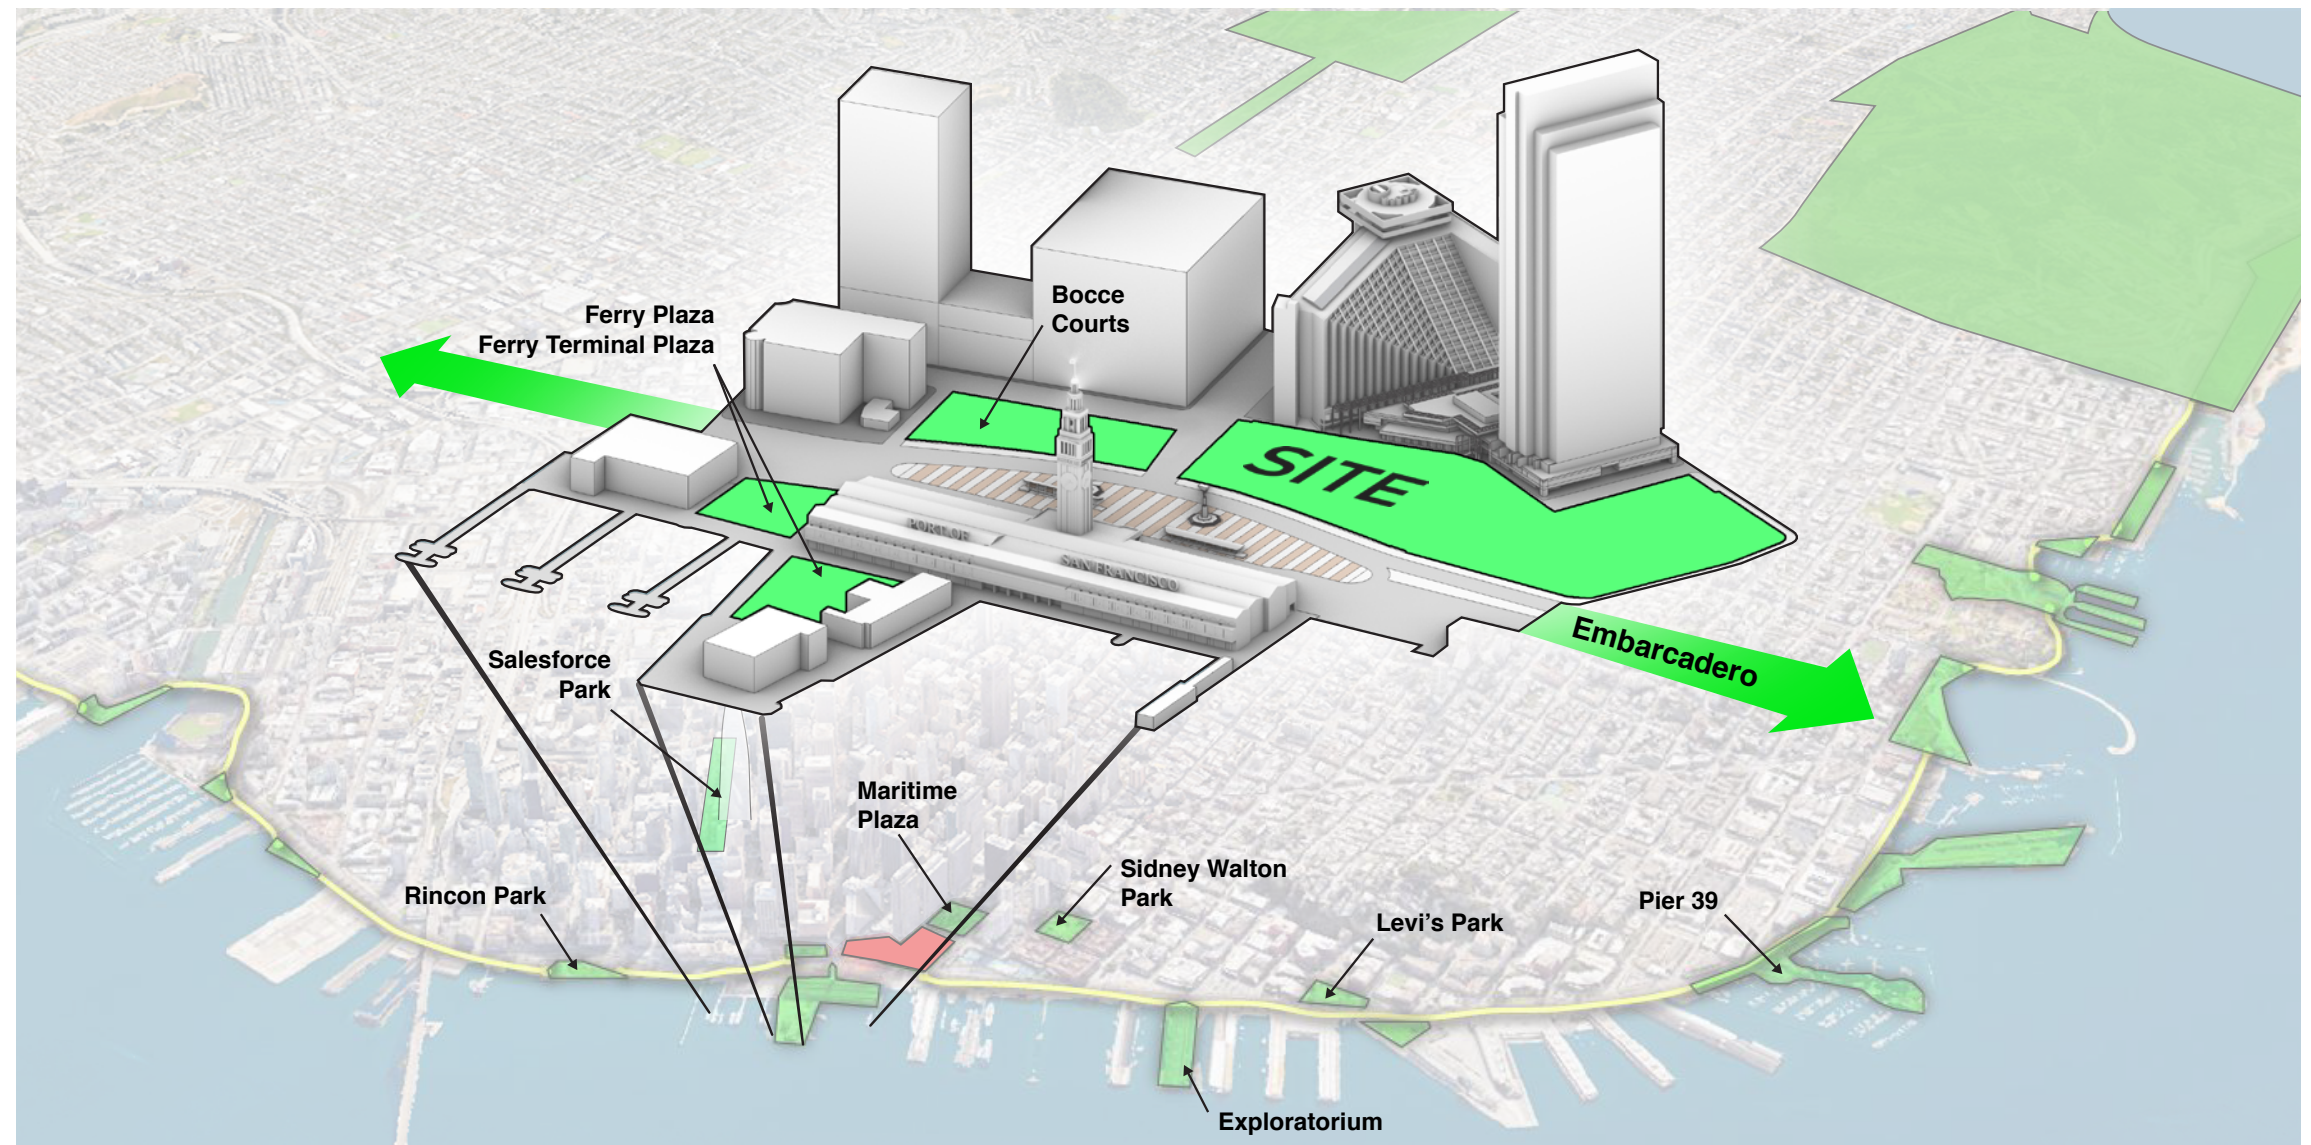 Bocce
Courts
Ferry Plaza
Ferry Terminal Plaza
SITE
PORT OF
SAN FRANCISCO
Embarcadero
Salesforce
Park
Maritime
Plaza
Sidney Walton
Park
Rincon Park
Levi's Park
Pier 39
Exploratorium